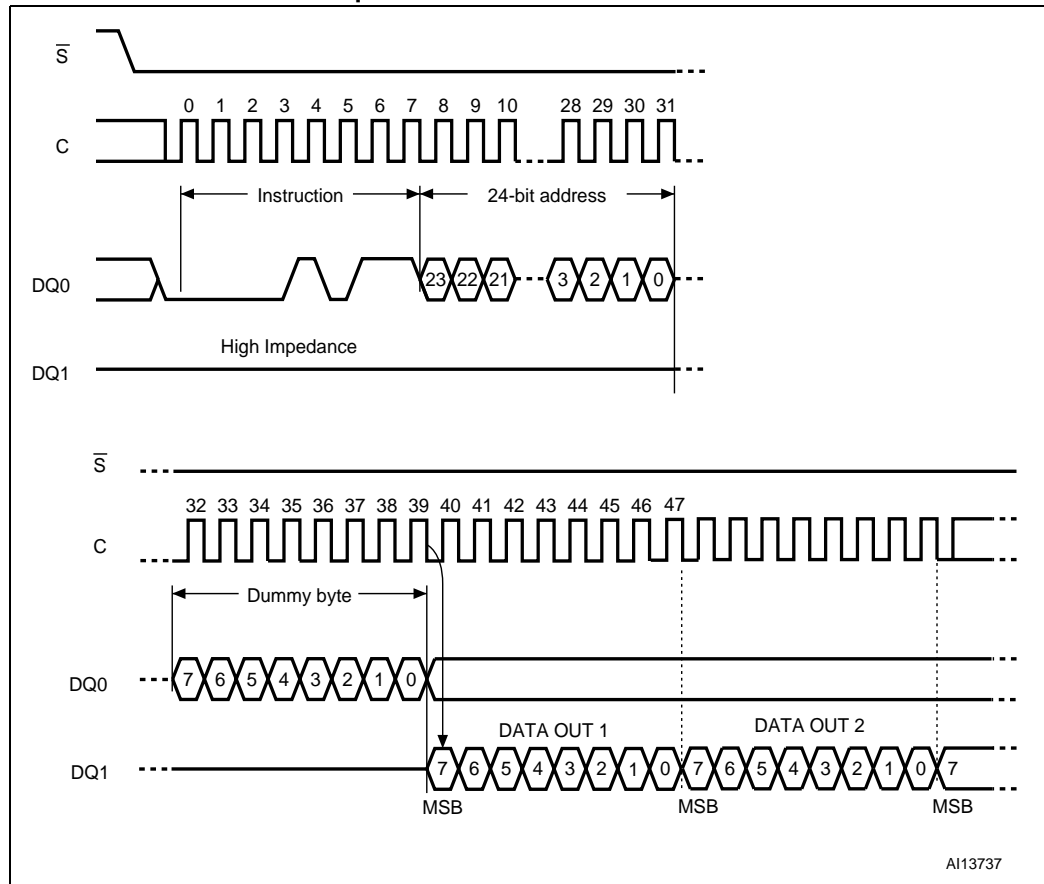 S
0 1 2 3 4 5 6 7 8 9 10 28 29 30 31
C
Instruction 24-bit address
DQ0 23 22 21 3 2 1 0
High Impedance
DQ1
S
32 33 34 35 36 37 38 39 40 41 42 43 44 45 46 47
C
Dummy byte
DQ0 7 6 5 4 3 2 1 0
DATA OUT 1 DATA OUT 2
DQ1 7 6 5 4 3 2 1 0 7 6 5 4 3 2 1 0 7
MSB MSB MSB
AI13737